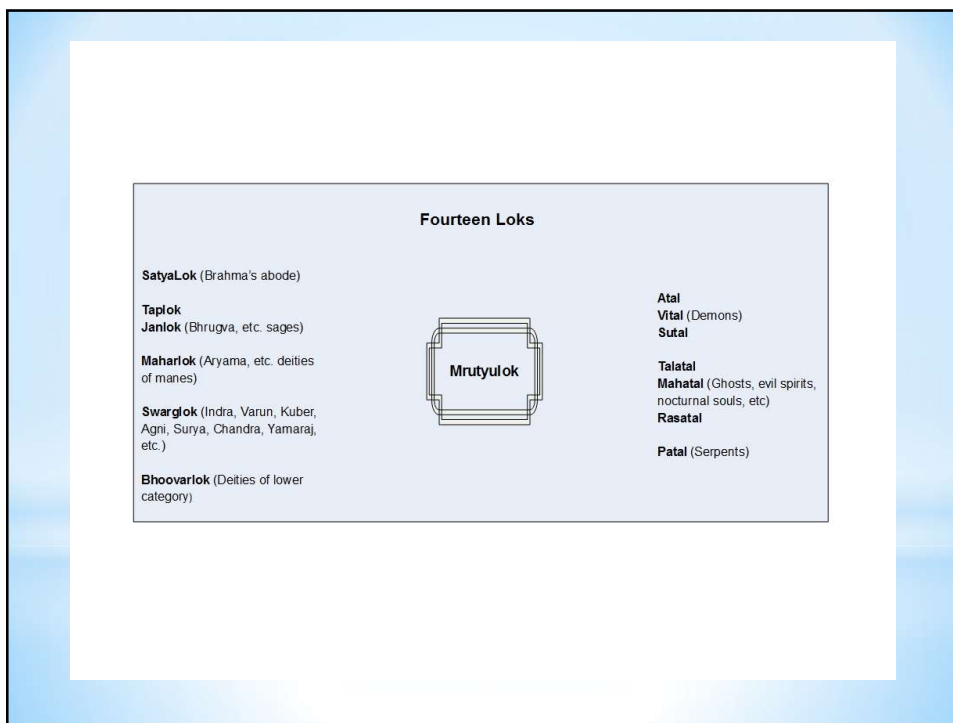 Fourteen Loks
SatyaLok (Brahma's abode)
Taplok
Janlok (Bhrugva, etc. sages)
Maharlok (Aryama, etc. deities
of manes)
Swarglok (Indra, Varun, Kuber,
Agni, Surya, Chandra, Yamaraj,
etc.)
Bhoovarlok (Deities of lower
category)
Mrutyulok
Atal
Vital (Demons)
Sutal
Talatal
Mahatal (Ghosts, evil spirits,
nocturnal souls, etc)
Rasatal
Patal (Serpents)